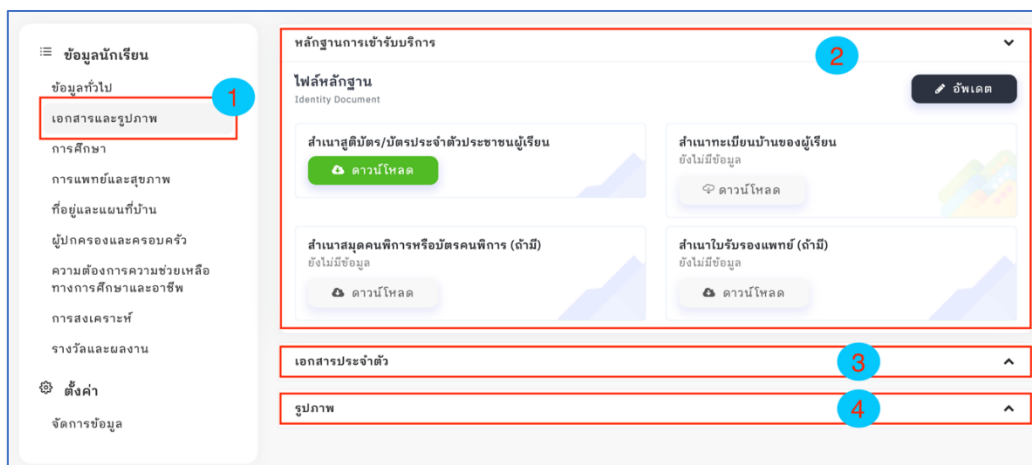 ข้อมูลนักเรียน
ข้อมูลทั่วไป
1
เอกสารและรูปภาพ
การศึกษา
การแพทย์และสุขภาพ
ที่อยู่และแผนที่บ้าน
ผู้ปกครองและครอบครัว
ความต้องการความช่วยเหลือ
ทางการศึกษาและอาชีพ
การสงเคราะห์
รางวัลและผลงาน
ตั้งค่า
จัดการข้อมูล
หลักฐานการเข้ารับบริการ
2
ไฟล์หลักฐาน
Identity Document
อัพเดต
สำเนาสูติบัตร/บัตรประจำตัวประชาชนผู้เรียน
ดาวน์โหลด
สำเนาทะเบียนบ้านของผู้เรียน
ยังไม่มีข้อมูล
ดาวน์โหลด
สำเนาสมุดคนพิการหรือบัตรคนพิการ (ถ้ามี)
ยังไม่มีข้อมูล
ดาวน์โหลด
สำเนาใบรับรองแพทย์ (ถ้ามี)
ยังไม่มีข้อมูล
ดาวน์โหลด
เอกสารประจำตัว
3
รูปภาพ
4